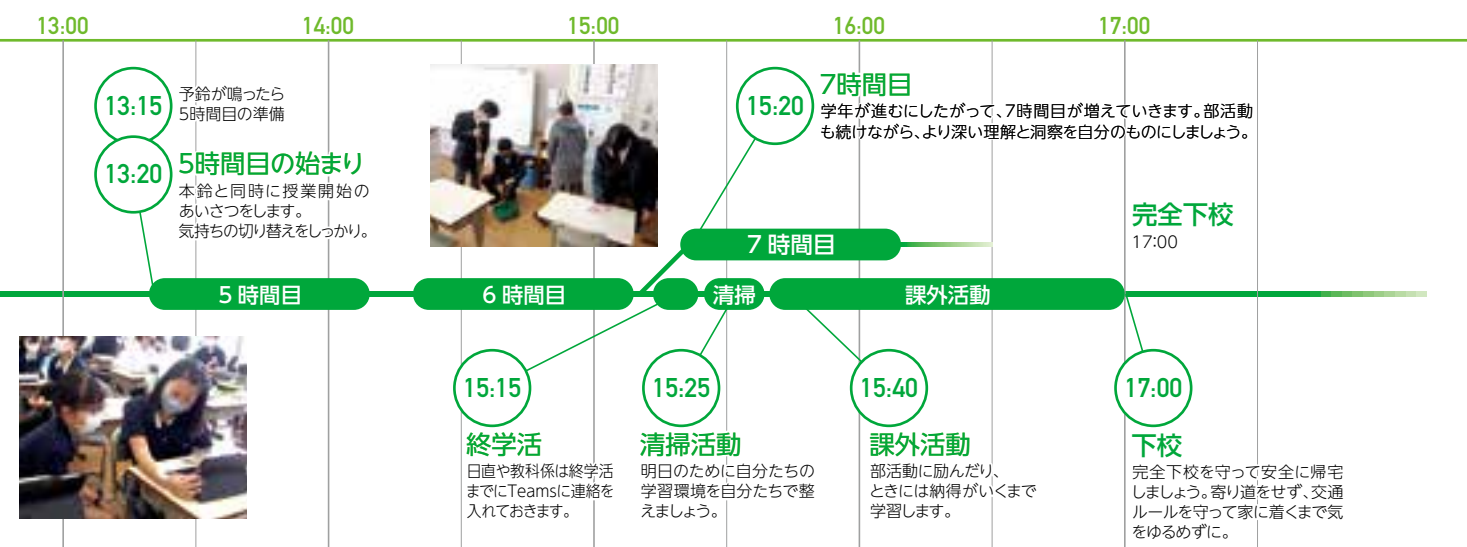 13:00
14:00
15:00
16:00
17:00
13:15
予鈴が鳴ったら
5時間目の準備
13:20
5時間目の始まり
本鈴と同時に授業開始の
あいさつをします。
気持ちの切り替えをしっかり。
15:20
7時間目
学年が進むにしたがって、7時間目が増えていきます。部活動
も続けながら、より深い理解と洞察を自分のものにしましょう。
完全下校
17:00
7時間目
5時間目
6時間目
清掃
課外活動
15:15
終学活
日直や教科係は終学活
までにTeamsに連絡を
入れておきます。
15:25
清掃活動
明日のために自分たちの
学習環境を自分たちで整
えましょう。
15:40
課外活動
部活動に励んだり、
ときには納得がいくまで
学習します。
17:00
下校
完全下校を守って安全に帰宅
しましょう。寄り道をせず、交通
ルールを守って家に着くまで気
をゆるめずに。